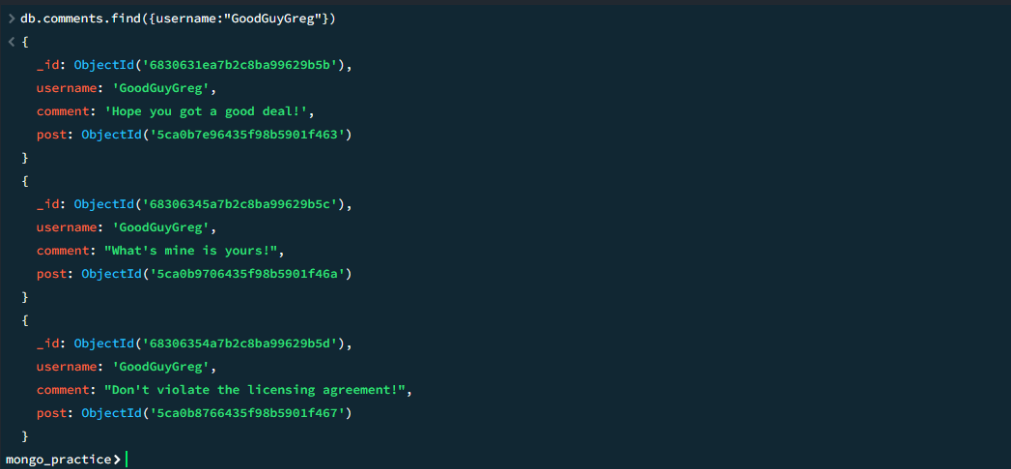 > db.comments.find({username:"GoodGuyGreg"})
< {
_id: ObjectId('6830631ea7b2c8ba99629b5b'),
username: 'GoodGuyGreg',
comment: 'Hope you got a good deal!',
post: ObjectId('5ca0b7e96435f98b5901f463')
}
{
_id: ObjectId('68306345a7b2c8ba99629b5c'),
username: 'GoodGuyGreg',
comment: "What's mine is yours!",
post: ObjectId('5ca0b9706435f98b5901f46a')
}
{
_id: ObjectId('68306354a7b2c8ba99629b5d'),
username: 'GoodGuyGreg',
comment: "Don't violate the licensing agreement!",
post: ObjectId('5ca0b8766435f98b5901f467')
}
mongo_practice>